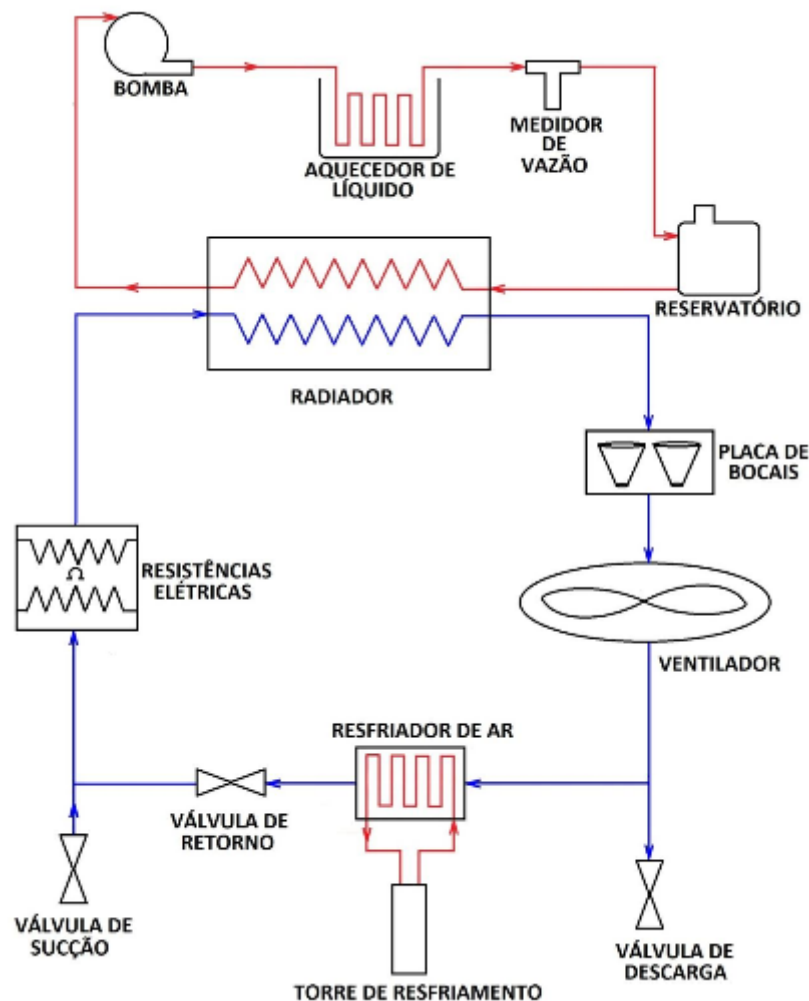 BOMBA
AQUECEDOR DE
LÍQUIDO
MEDIDOR
DE
VAZÃO
RESERVATÓRIO
RADIADOR
PLACA DE
BOCAIS
Ω
RESISTÊNCIAS
ELÉTRICAS
VENTILADOR
RESFRIADOR DE AR
VÁLVULA DE
RETORNO
VÁLVULA DE
SUCÇÃO
TORRE DE RESFRIAMENTO
VÁLVULA DE
DESCARGA